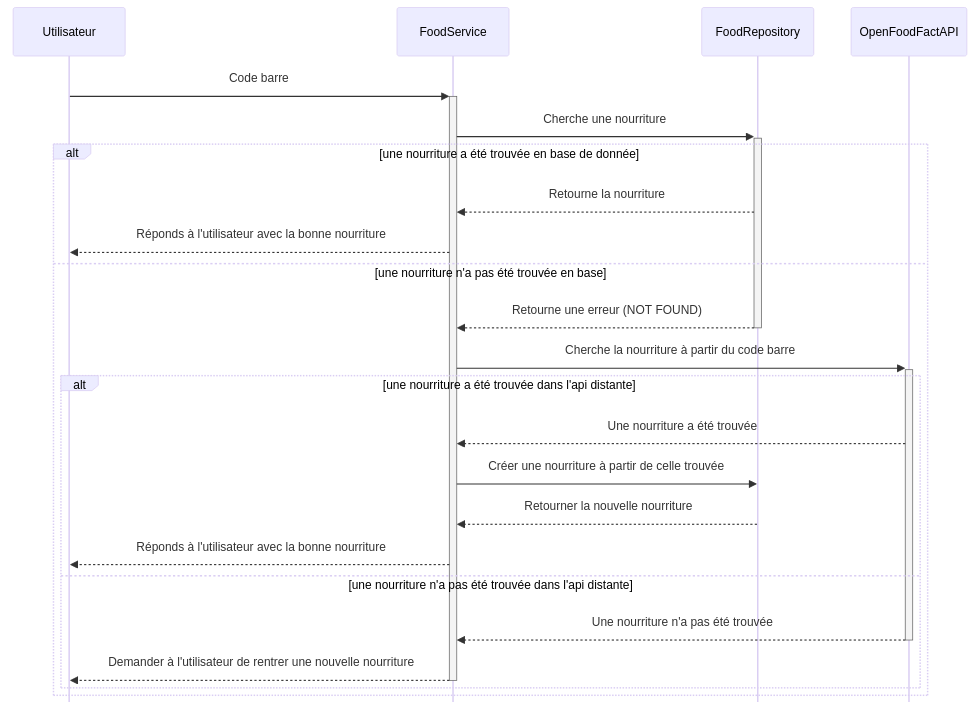 Utilisateur
FoodService
FoodRepository
OpenFoodFactAPI
Code barre
Cherche une nourriture
alt
[une nourriture a été trouvée en base de donnée]
Retourne la nourriture
Réponds à l'utilisateur avec la bonne nourriture
[une nourriture n'a pas été trouvée en base]
Retourne une erreur (NOT FOUND)
Cherche la nourriture à partir du code barre
alt
[une nourriture a été trouvée dans l'api distante]
Une nourriture a été trouvée
Créer une nourriture à partir de celle trouvée
Retourner la nouvelle nourriture
Réponds à l'utilisateur avec la bonne nourriture
[une nourriture n'a pas été trouvée dans l'api distante]
Une nourriture n'a pas été trouvée
Demander à l'utilisateur de rentrer une nouvelle nourriture